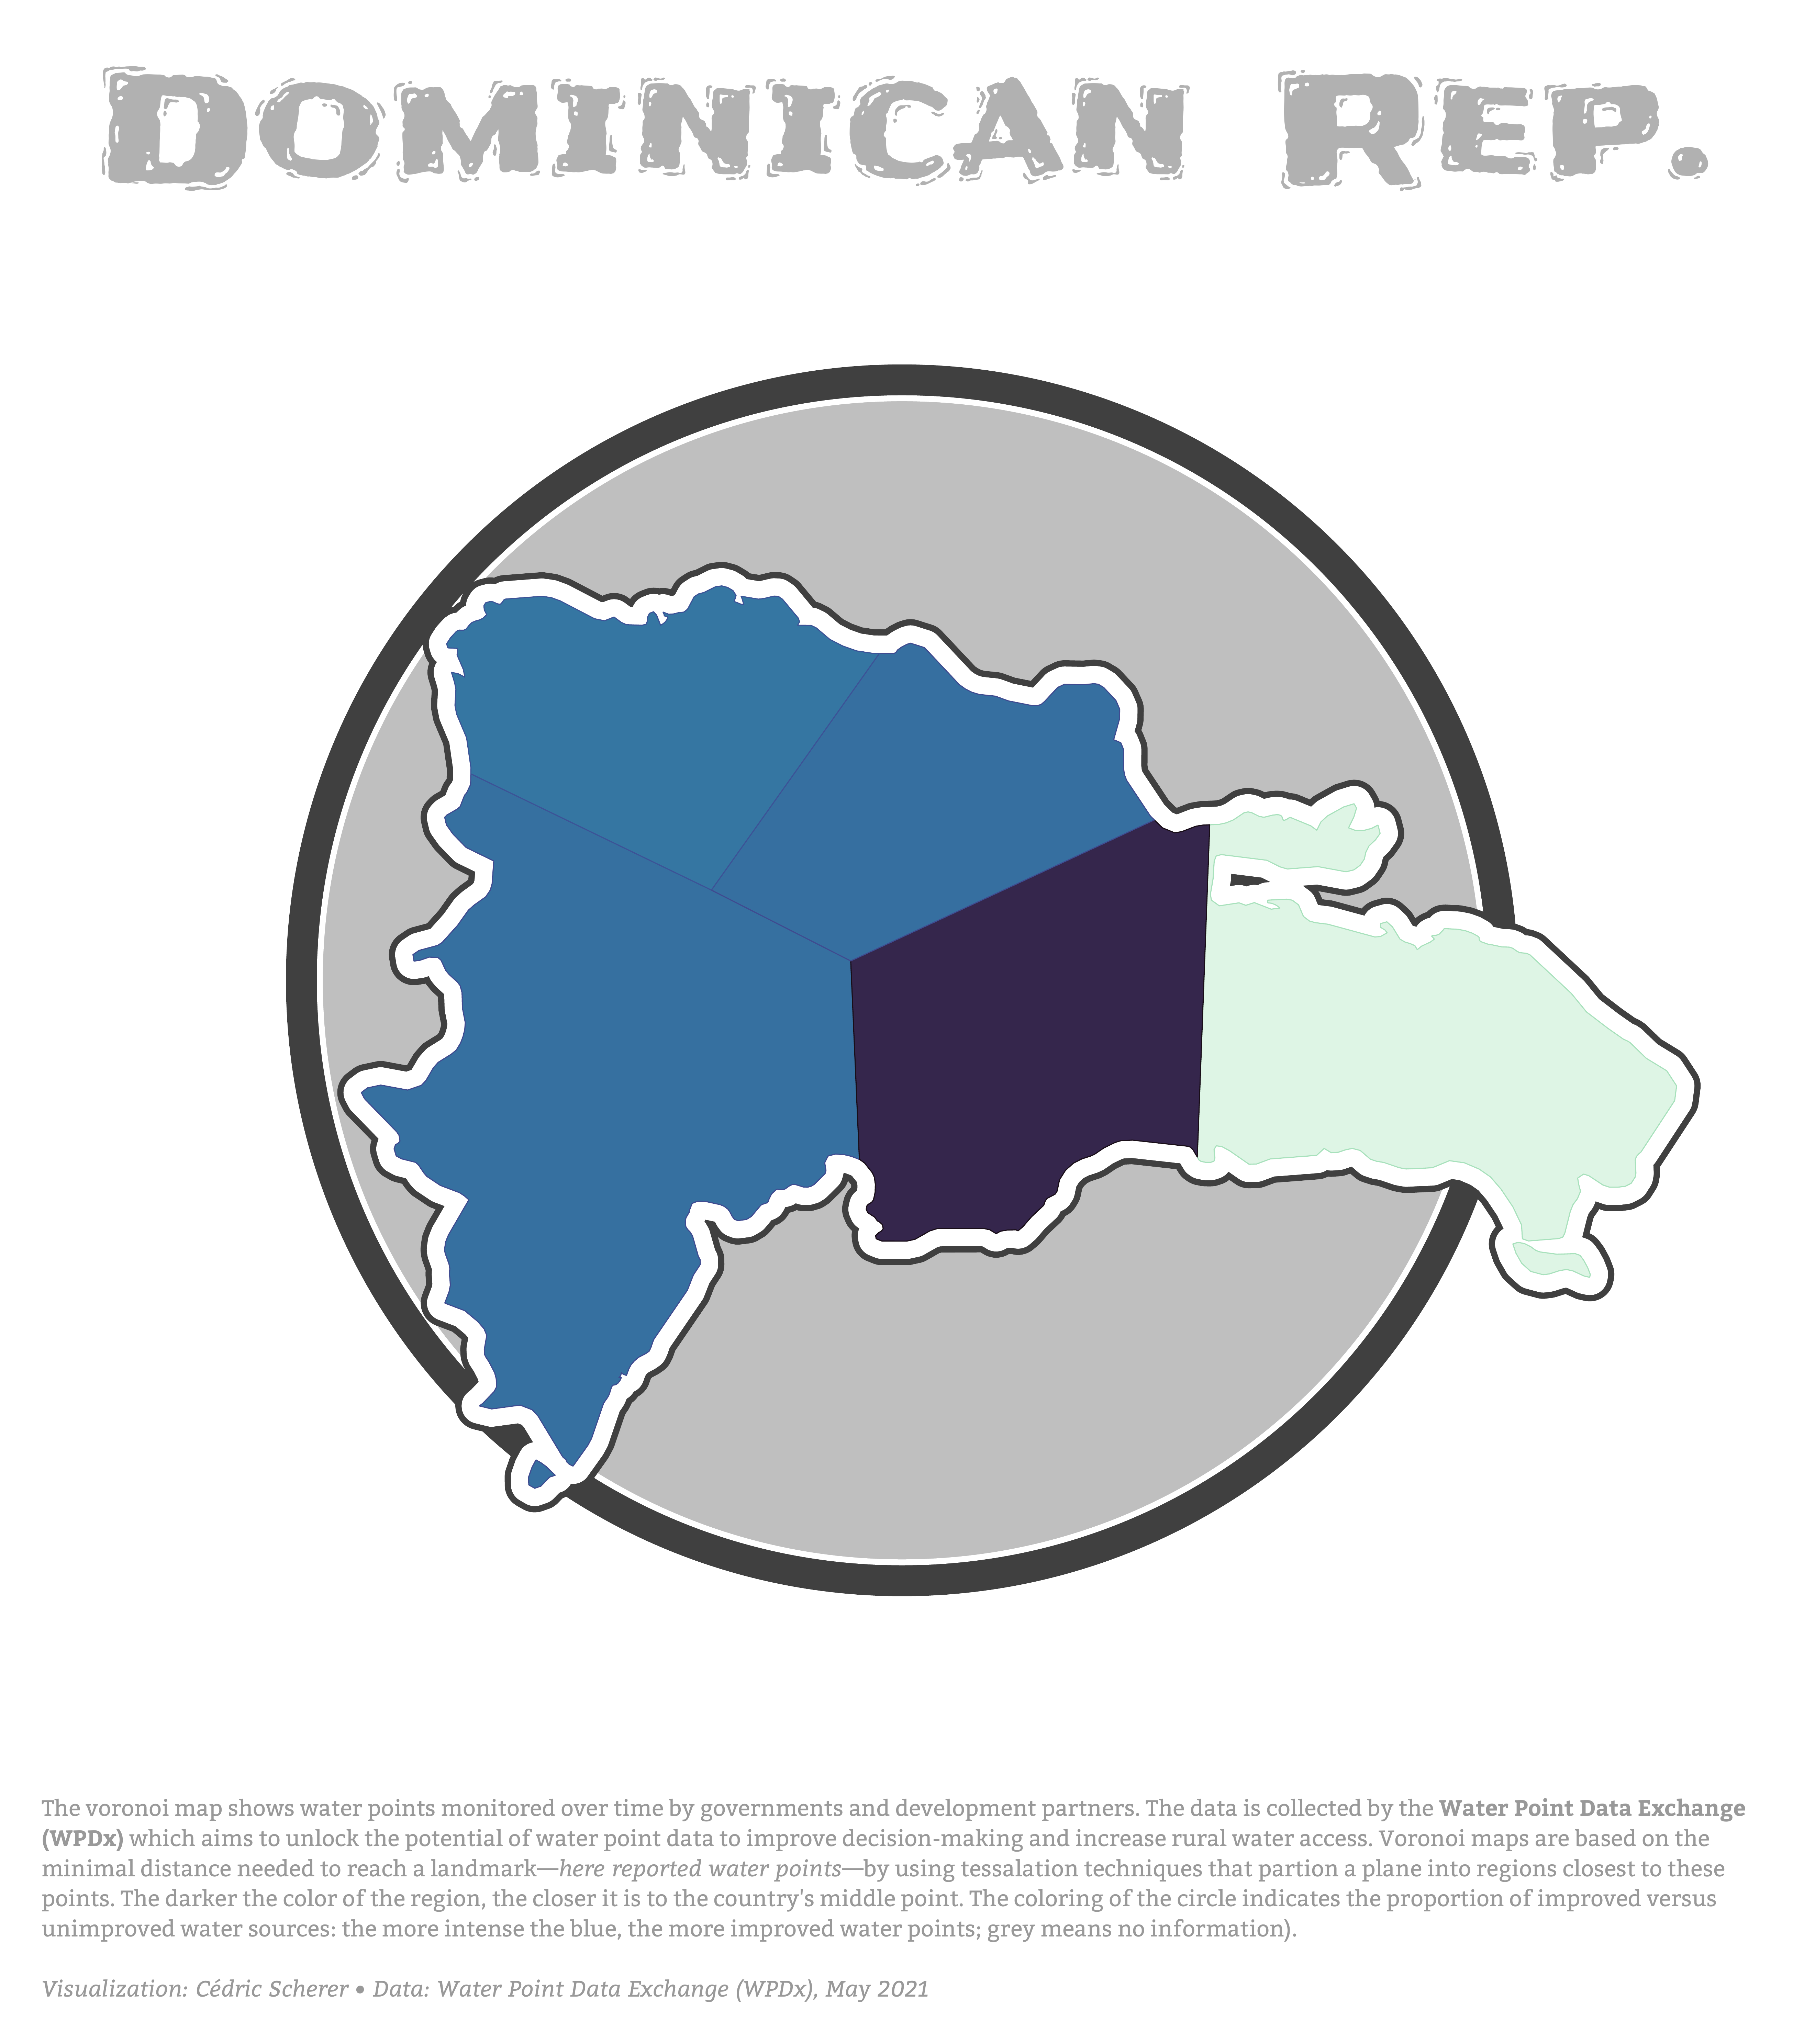 Dominican Rep.
The voronoi map shows water points monitored over time by governments and development partners. The data is collected by the Water Point Data Exchange
(WPDx) which aims to unlock the potential of water point data to improve decision-making and increase rural water access. Voronoi maps are based on the
minimal distance needed to reach a landmark—here reported water points—by using tessalation techniques that partion a plane into regions closest to these
points. The darker the color of the region, the closer it is to the country's middle point. The coloring of the circle indicates the proportion of improved versus
unimproved water sources: the more intense the blue, the more improved water points; grey means no information).
Visualization: Cédric Scherer • Data: Water Point Data Exchange (WPDx), May 2021